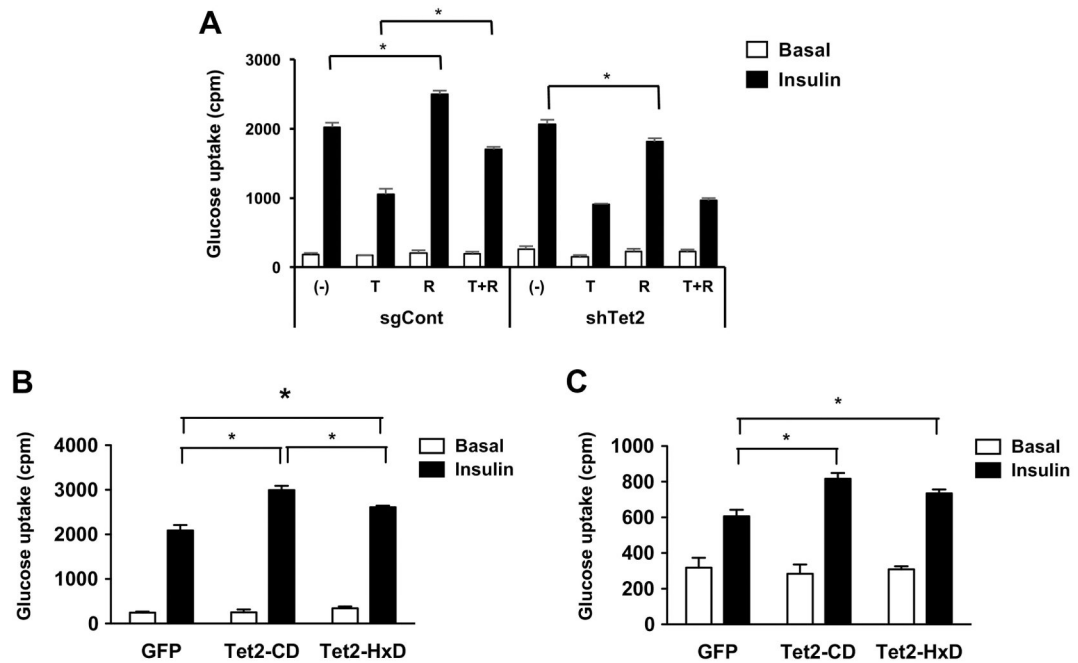 A
*
*
*
Basal
Insulin
Glucose uptake (cpm)
3000
2000
1000
0
(-) T R T+R (-) T R T+R
sgCont shTet2
B
*
*
*
Basal
Insulin
Glucose uptake (cpm)
4000
3000
2000
1000
0
GFP Tet2-CD Tet2-HxD
C
*
*
Basal
Insulin
Glucose uptake (cpm)
1000
800
600
400
200
0
GFP Tet2-CD Tet2-HxD